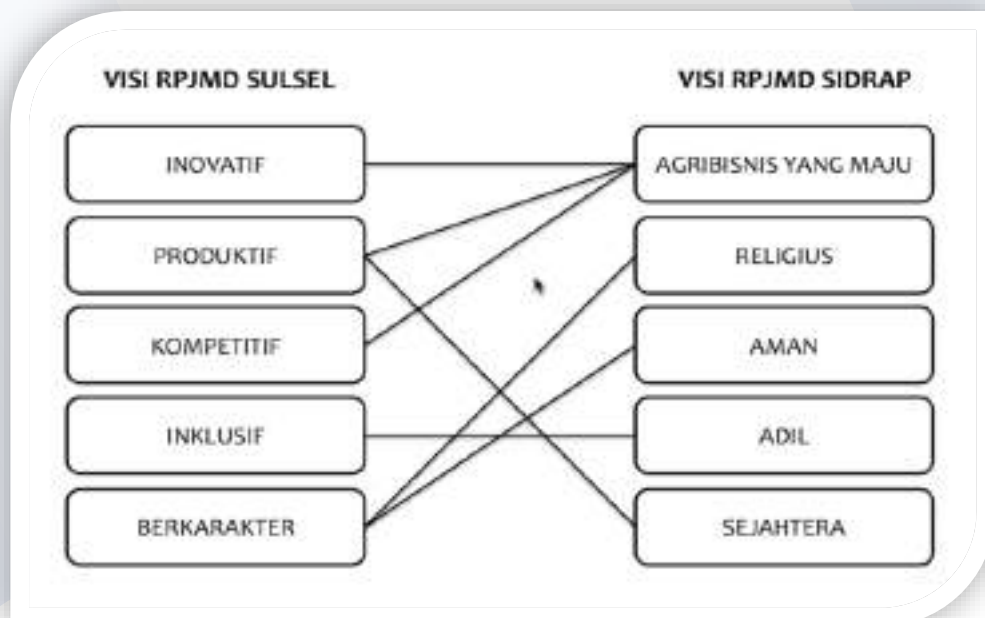 VISI RPJMD SULSEL
VISI RPJMD SIDRAP
INOVATIF
AGRIBISNIS YANG MAJU
PRODUKTIF
RELIGIUS
KOMPETITIF
AMAN
INKLUSIF
ADIL
BERKARAKTER
SEJAHTERA